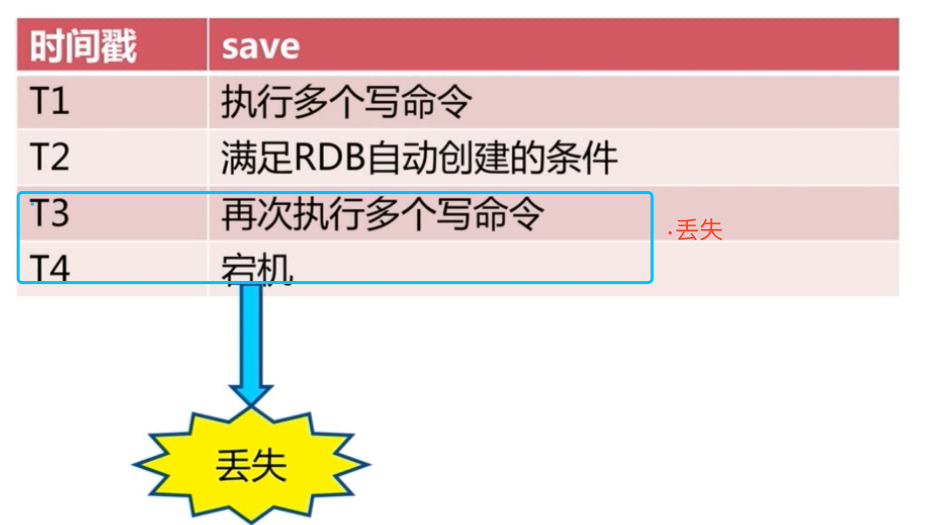 时间戳 save
T1 执行多个写命令
T2 满足RDB自动创建的条件
T3 再次执行多个写命令
.丢失
T4 宕机
丢失